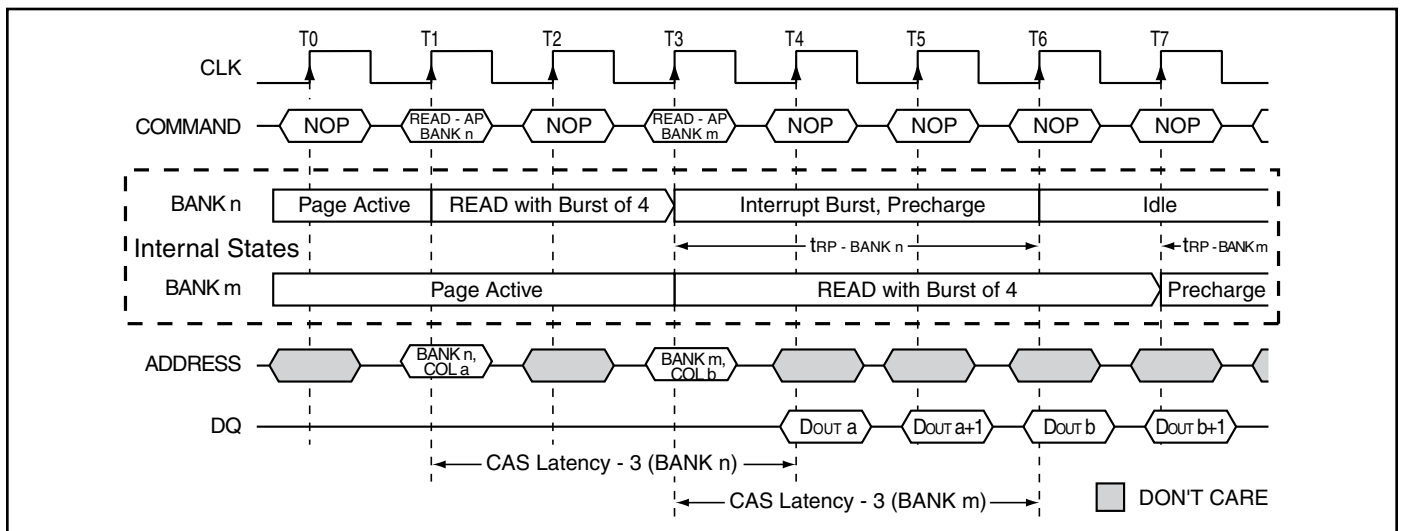 T0 T1 T2 T3 T4 T5 T6 T7
CLK
COMMAND NOP READ - AP BANK n NOP READ - AP BANK m NOP NOP NOP NOP
BANK n Page Active READ with Burst of 4 Interrupt Burst, Precharge Idle
Internal States tRP - BANK n tRP - BANK m
BANK m Page Active READ with Burst of 4 Precharge
ADDRESS BANK n, COL a BANK m, COL b
DQ DOUT a DOUT a+1 DOUT b DOUT b+1
CAS Latency - 3 (BANK n)
CAS Latency - 3 (BANK m) DON'T CARE